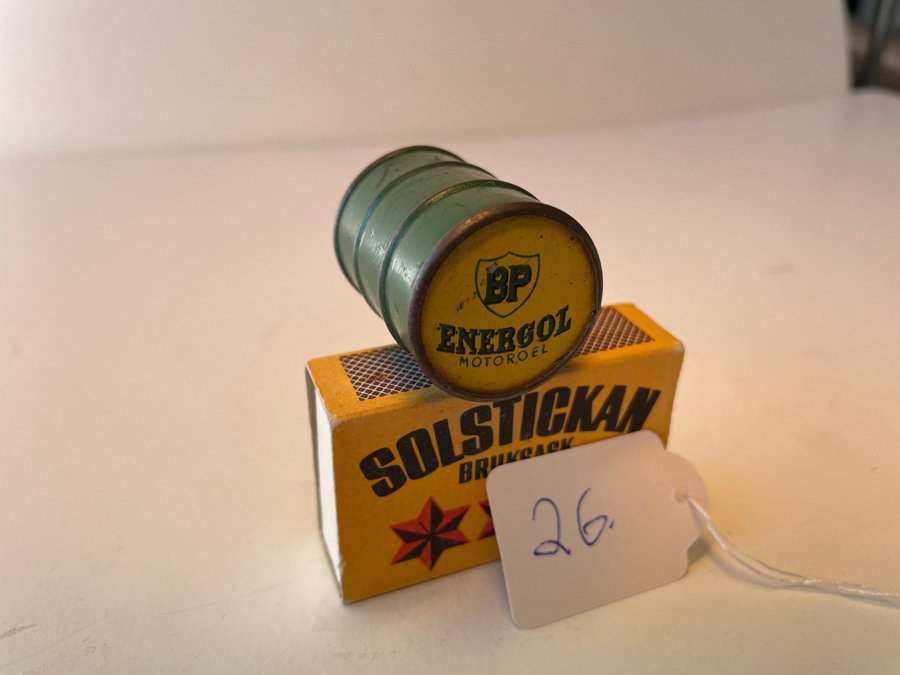 BP
ENERGOL
MOTOROEL
SOLSTICKAN
BRUKSASK
26.